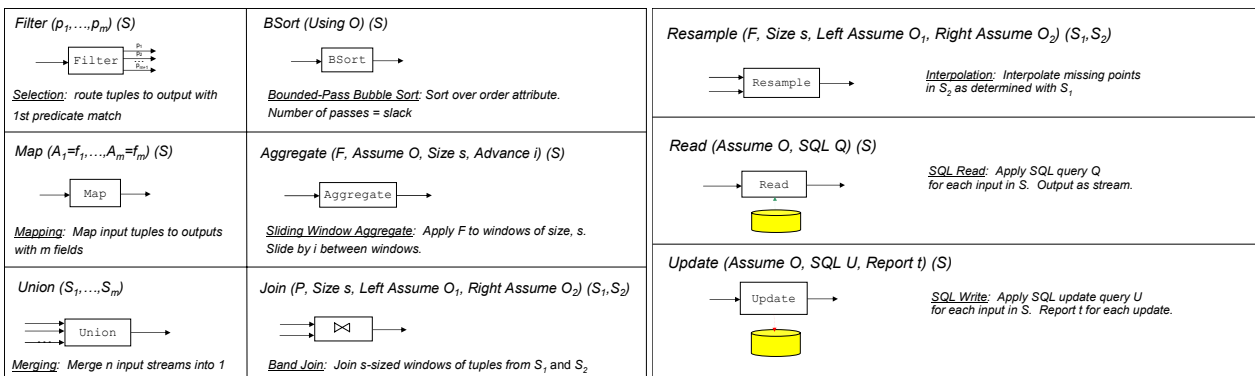 Filter (p1,…,pm) (S)
Filter
p1
p2
...
pm+1
Selection: route tuples to output with
1st predicate match
BSort (Using O) (S)
BSort
Bounded-Pass Bubble Sort: Sort over order attribute.
Number of passes = slack
Map (A1=f1,…,Am=fm) (S)
Map
Mapping: Map input tuples to outputs
with m fields
Aggregate (F, Assume O, Size s, Advance i) (S)
Aggregate
Sliding Window Aggregate: Apply F to windows of size, s.
Slide by i between windows.
Union (S1,…,Sm)
...
Union
Merging: Merge n input streams into 1
Join (P, Size s, Left Assume O1, Right Assume O2) (S1,S2)
⋈
Band Join: Join s-sized windows of tuples from S1 and S2
Resample (F, Size s, Left Assume O1, Right Assume O2) (S1,S2)
Resample
Interpolation: Interpolate missing points
in S2 as determined with S1
Read (Assume O, SQL Q) (S)
Read
SQL Read: Apply SQL query Q
for each input in S. Output as stream.
Update (Assume O, SQL U, Report t) (S)
Update
SQL Write: Apply SQL update query U
for each input in S. Report t for each update.